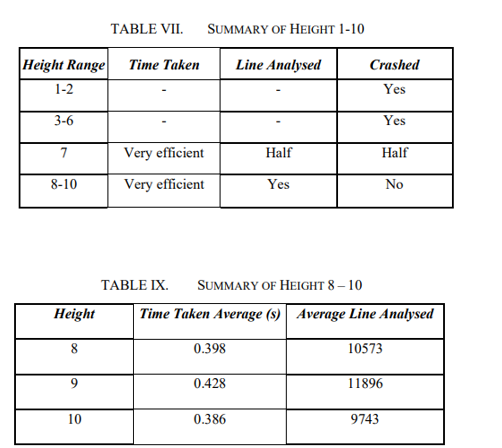 TABLE VII. SUMMARY OF HEIGHT 1-10
Height Range Time Taken Line Analysed Crashed
1-2 - - Yes
3-6 - - Yes
7 Very efficient Half Half
8-10 Very efficient Yes No
TABLE IX. SUMMARY OF HEIGHT 8 – 10
Height Time Taken Average (s) Average Line Analysed
8 0.398 10573
9 0.428 11896
10 0.386 9743